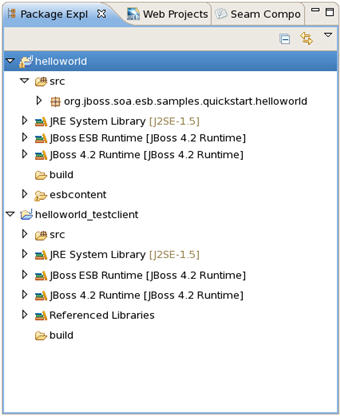 Package Expl Web Projects Seam Compo
helloworld
src
org.jboss.soa.esb.samples.quickstart.helloworld
JRE System Library [J2SE-1.5]
JBoss ESB Runtime [JBoss 4.2 Runtime]
JBoss 4.2 Runtime [JBoss 4.2 Runtime]
build
esbcontent
helloworld_testclient
src
JRE System Library [J2SE-1.5]
JBoss ESB Runtime [JBoss 4.2 Runtime]
JBoss 4.2 Runtime [JBoss 4.2 Runtime]
Referenced Libraries
build